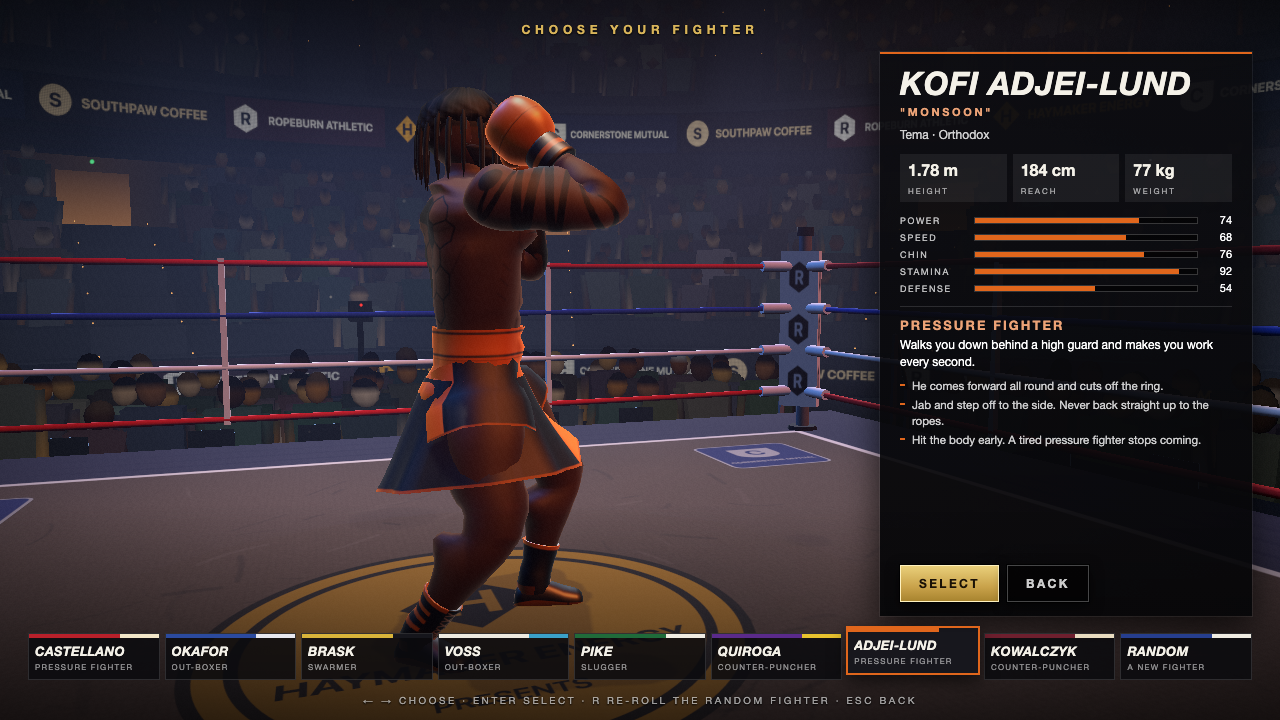 CHOOSE YOUR FIGHTER
S SOUTHPAW COFFEE
R ROPEBURN ATHLETIC
H
CORNERSTONE MUTUAL
S SOUTHPAW COFFEE
R
KOFI ADJEI-LUND
"MONSOON"
Tema · Orthodox
1.78 m
HEIGHT
184 cm
REACH
77 kg
WEIGHT
POWER 74
SPEED 68
CHIN 76
STAMINA 92
DEFENSE 54
PRESSURE FIGHTER
Walks you down behind a high guard and makes you work
every second.
He comes forward all round and cuts off the ring.
Jab and step off to the side. Never back straight up to the
ropes.
Hit the body early. A tired pressure fighter stops coming.
SELECT
BACK
R
R
R
COFFEE
CASTELLANO
PRESSURE FIGHTER
OKAFOR
OUT-BOXER
BRASK
SWARMER
VOSS
OUT-BOXER
PIKE
SLUGGER
QUIROGA
COUNTER-PUNCHER
ADJEI-LUND
PRESSURE FIGHTER
KOWALCZYK
COUNTER-PUNCHER
RANDOM
A NEW FIGHTER
PRESENTS
← → CHOOSE · ENTER SELECT · R RE-ROLL THE RANDOM FIGHTER · ESC BACK